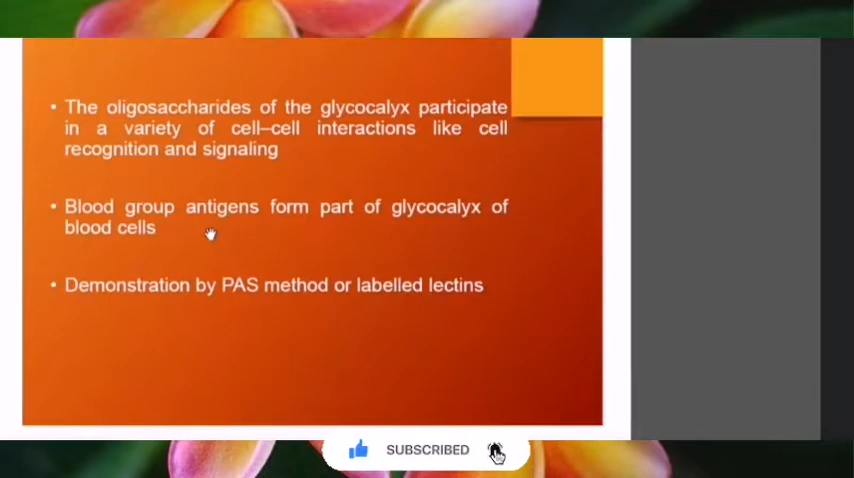 • The oligosaccharides of the glycocalyx participate
in a variety of cell–cell interactions like cell
recognition and signaling
• Blood group antigens form part of glycocalyx of
blood cells
• Demonstration by PAS method or labelled lectins
SUBSCRIBED